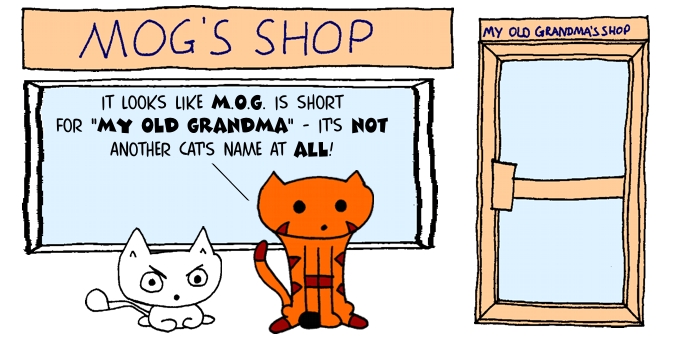 MOG'S SHOP
MY OLD GRANDMA'S SHOP
IT LOOKS LIKE M.O.G. IS SHORT
FOR "MY OLD GRANDMA" - IT'S NOT
ANOTHER CAT'S NAME AT ALL!